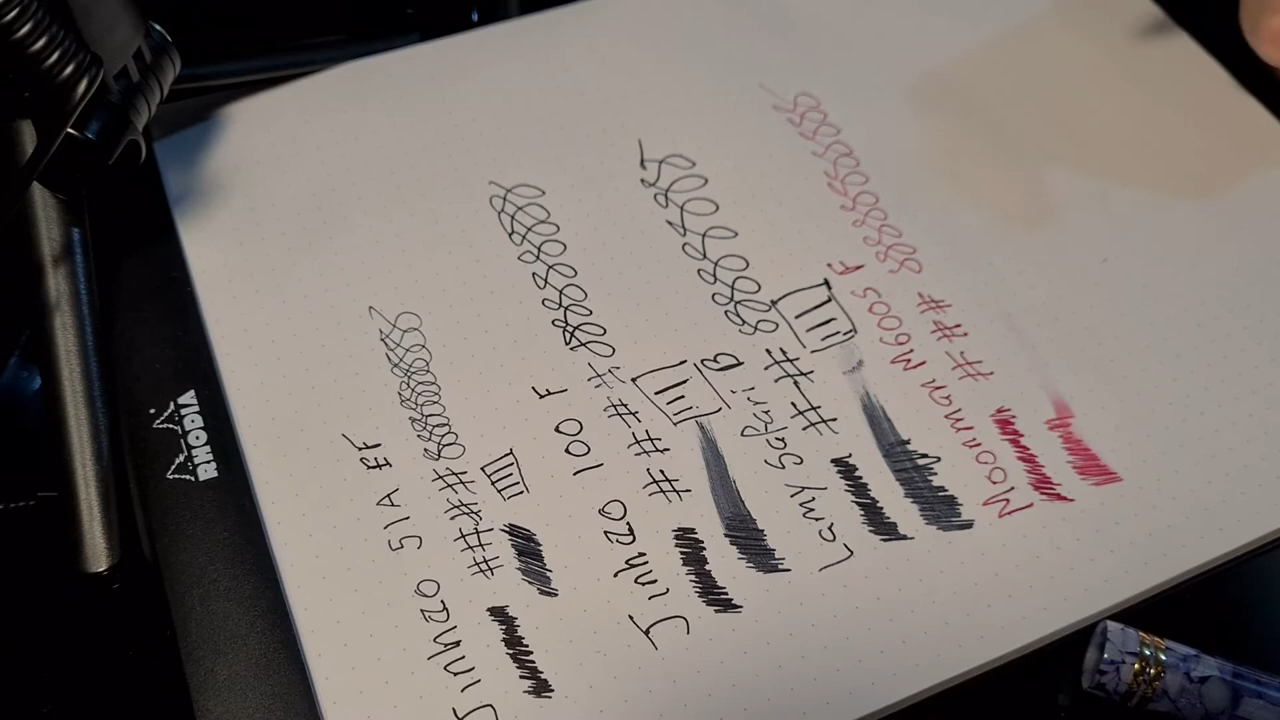 Jinhao 51A EF
####
Jinhao 100 F
####
Lamy Safari B
###
Moonman M600S F
###
RHODIA